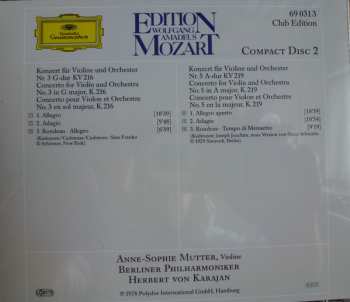 Deutsche
Grammophon
EDITION
WOLFGANG
AMADEUS
MOZART
69 0313
Club Edition
COMPACT DISC 2
Konzert für Violine und Orchester
Nr. 3 G-dur KV 216
Concerto for Violin and Orchestra
No. 3 in G major, K. 216
Concerto pour Violon et Orchestre
No. 3 en sol majeur, K. 216
1. Allegro
2. Adagio [9'48]
3. Rondeau · Allegro [6'39]
Konzert für Violine und Orchester
Nr. 5 A-dur KV 219
Concerto for Violin and Orchestra
No. 5 in A major, K. 219
Concerto pour Violon et Orchestre
No. 5 en la majeur, K. 219
1. Allegro aperto
2. Adagio
3. Rondeau · Tempo di Menuetto
ANNE-SOPHIE MUTTER, Violine
BERLINER PHILHARMONIKER
HERBERT VON KARAJAN
℗ 1978 Polydor International GmbH, Hamburg